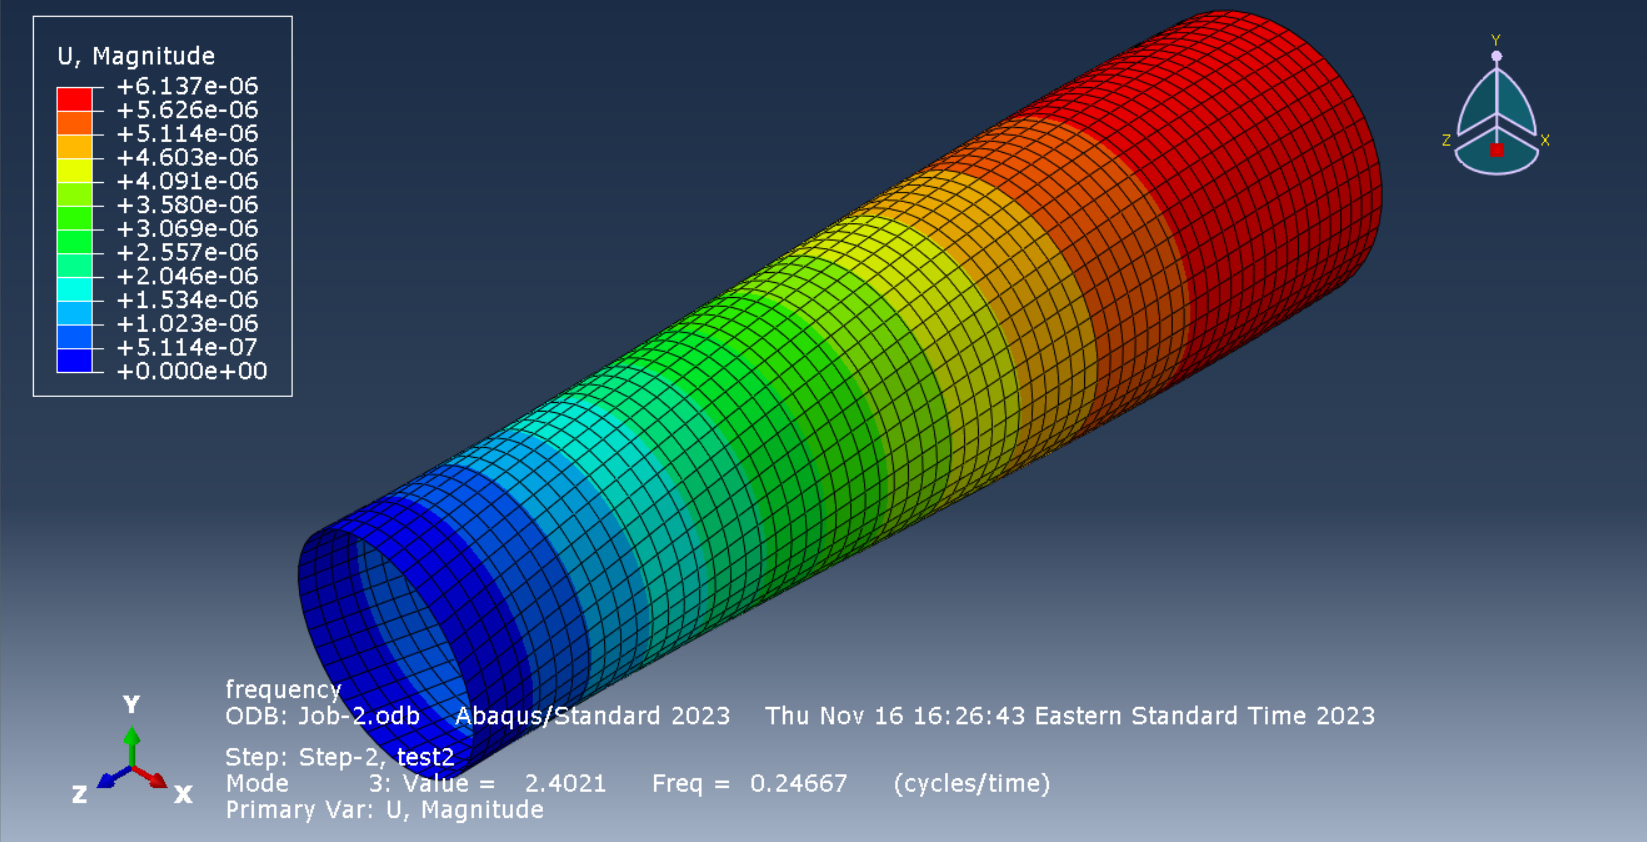 U, Magnitude
+6.137e-06
+5.626e-06
+5.114e-06
+4.603e-06
+4.091e-06
+3.580e-06
+3.069e-06
+2.557e-06
+2.046e-06
+1.534e-06
+1.023e-06
+5.114e-07
+0.000e+00
Y
Z X
frequency
ODB: Job-2.odb Abaqus/Standard 2023 Thu Nov 16 16:26:43 Eastern Standard Time 2023
Step: Step-2, test2
Mode 3: Value = 2.4021 Freq = 0.24667 (cycles/time)
Primary Var: U, Magnitude
Y
Z X